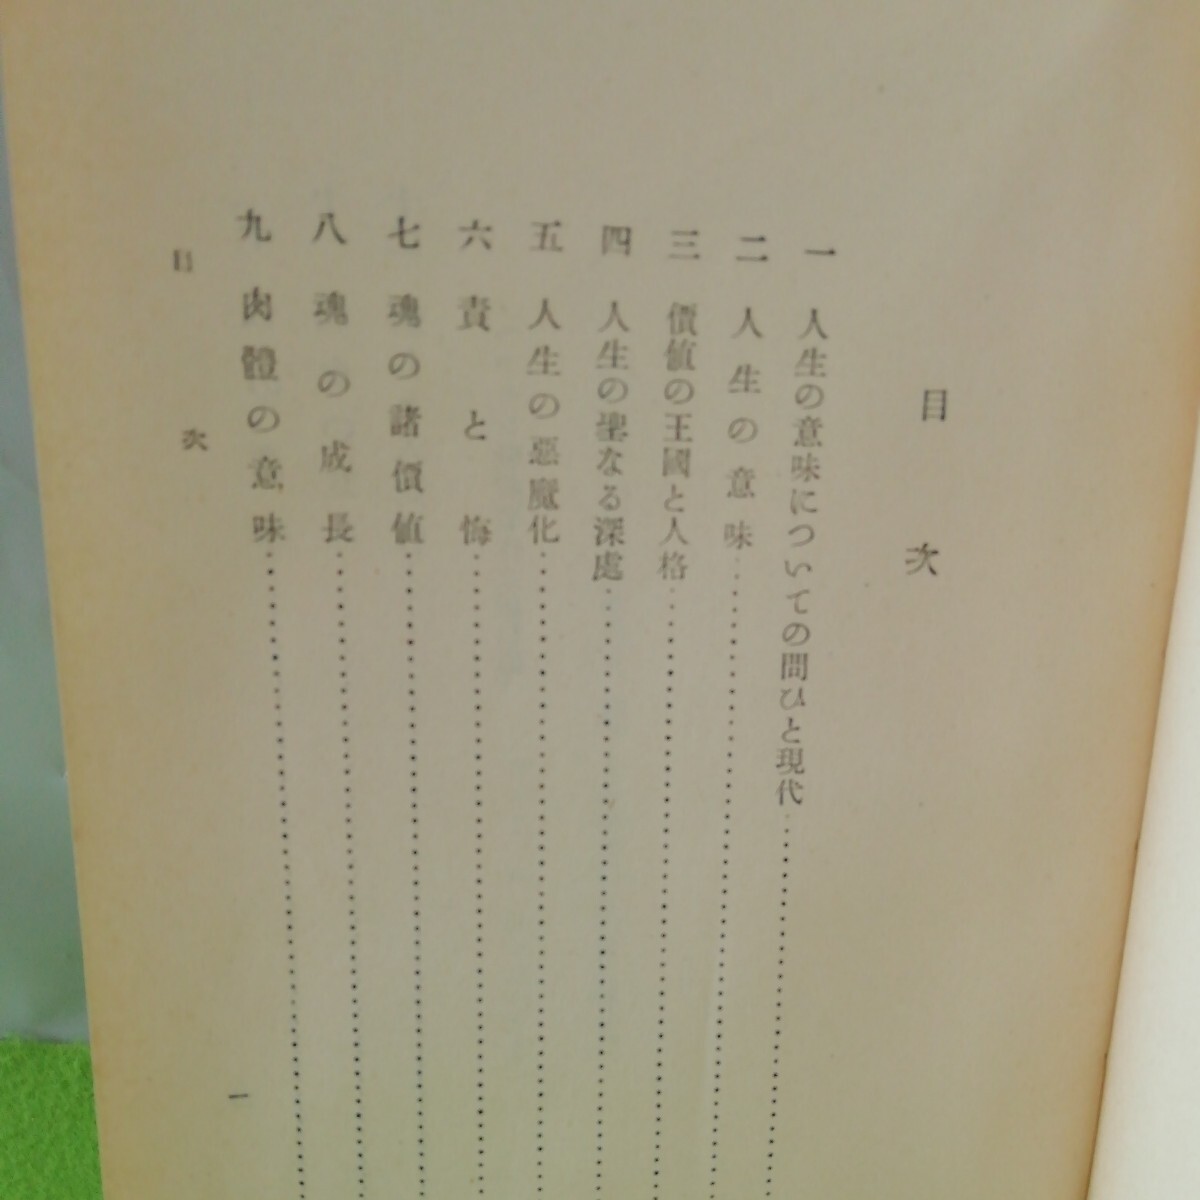 目次
一 人生の意味についての問ひと現代
二 人生の意味
三 價値の王國と人格
四 人生の聖なる深處
五 人生の惡魔化
六 責と悔
七 魂の諸價値
八 魂の成長
九 肉體の意味
目次
一